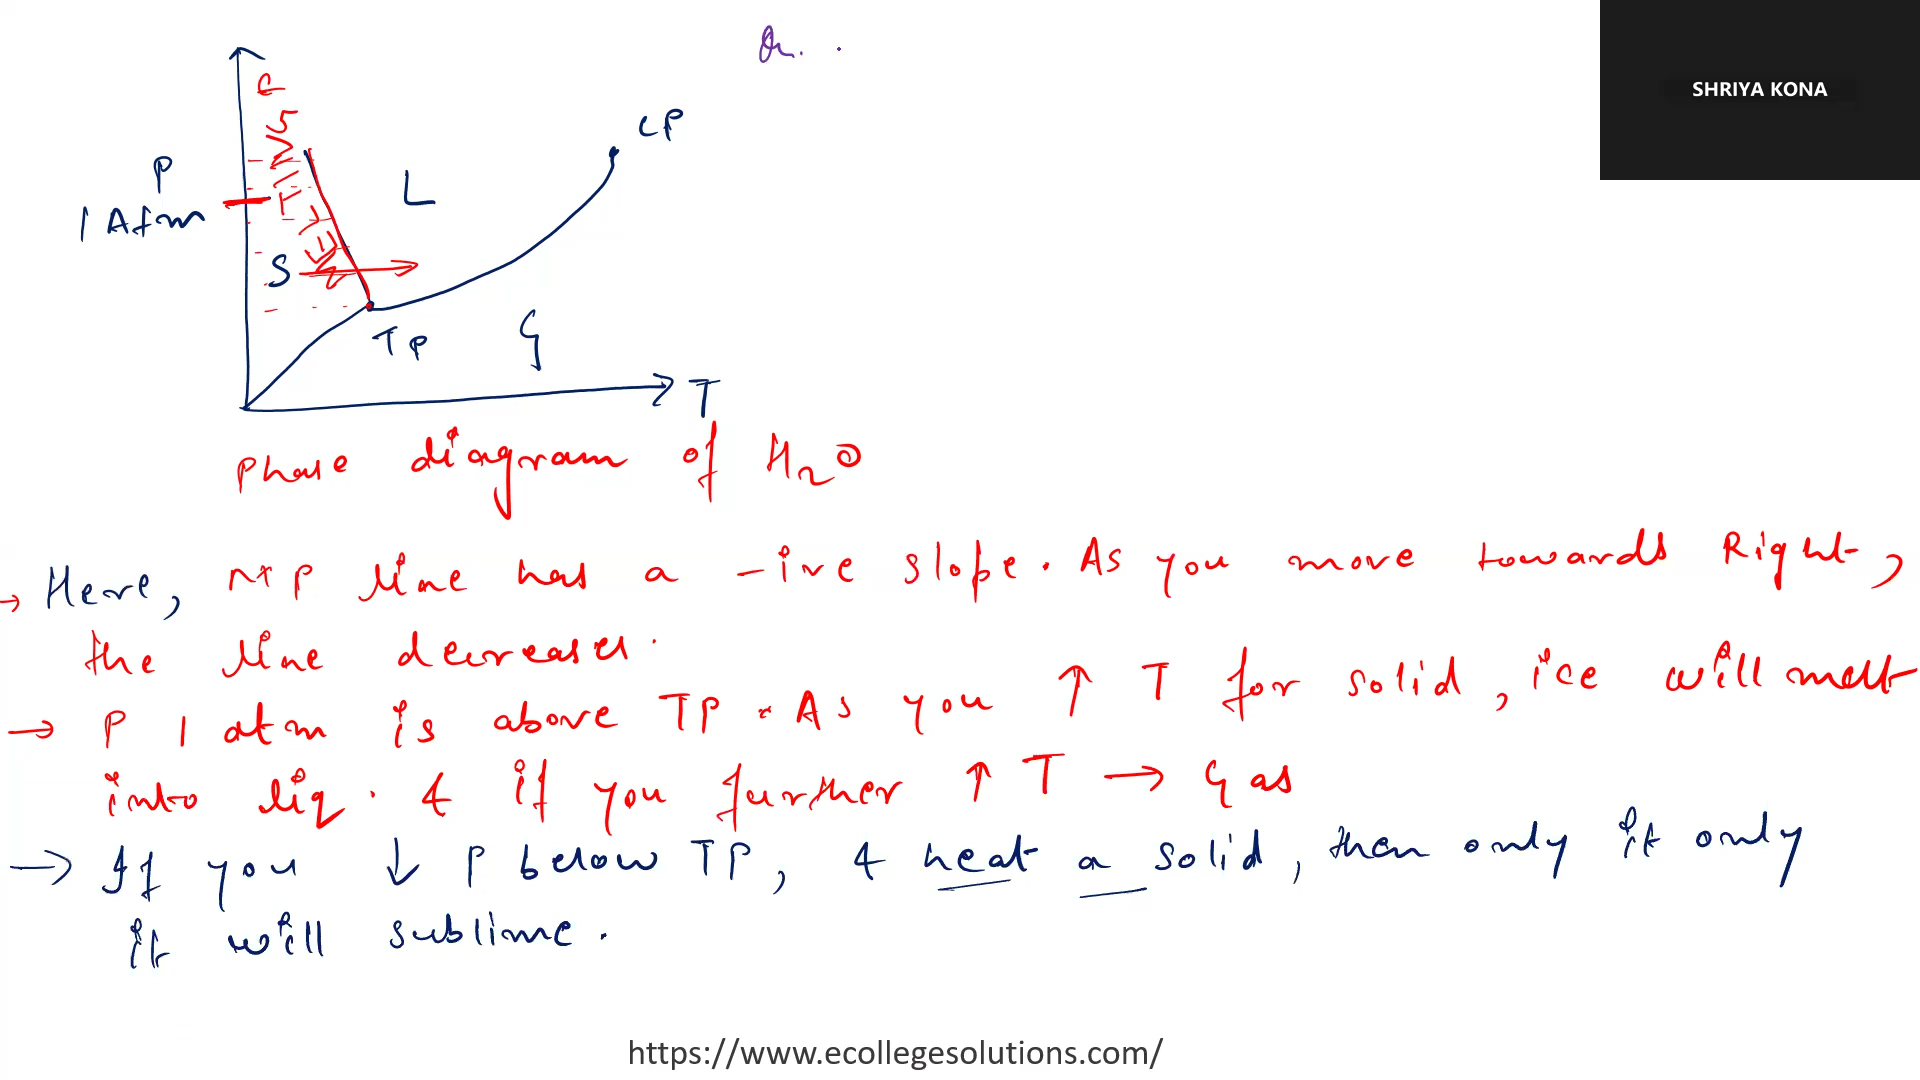 Qn.
SHRIYA KONA
CP
P
L
1 Atm
S
TP
G
T
Phase diagram of H2O
→ Here, MP line has a -ive slope. As you move towards Right,
the line decreases.
→ P 1 atm is above TP. As you ↑ T for solid, ice will melt
into liq. & if you further ↑ T → Gas
→ If you ↓ P below TP, & heat a solid, then only it only
it will sublime.
https://www.ecollegesolutions.com/